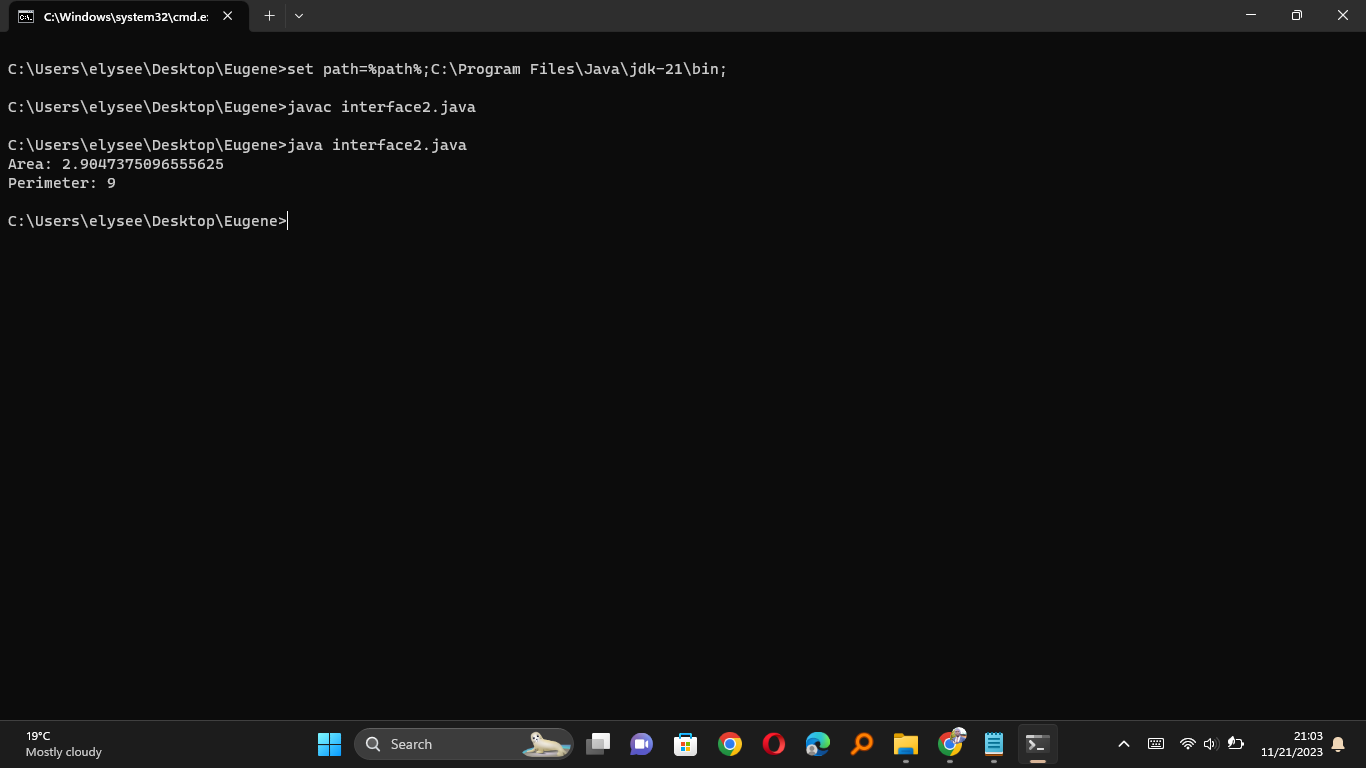 C:\Windows\system32\cmd.e:
C:\Users\elysee\Desktop\Eugene>set path=%path%;C:\Program Files\Java\jdk-21\bin;
C:\Users\elysee\Desktop\Eugene>javac interface2.java
C:\Users\elysee\Desktop\Eugene>java interface2.java
Area: 2.9047375096555625
Perimeter: 9
C:\Users\elysee\Desktop\Eugene>
19°C
Mostly cloudy
Search
21:03
11/21/2023